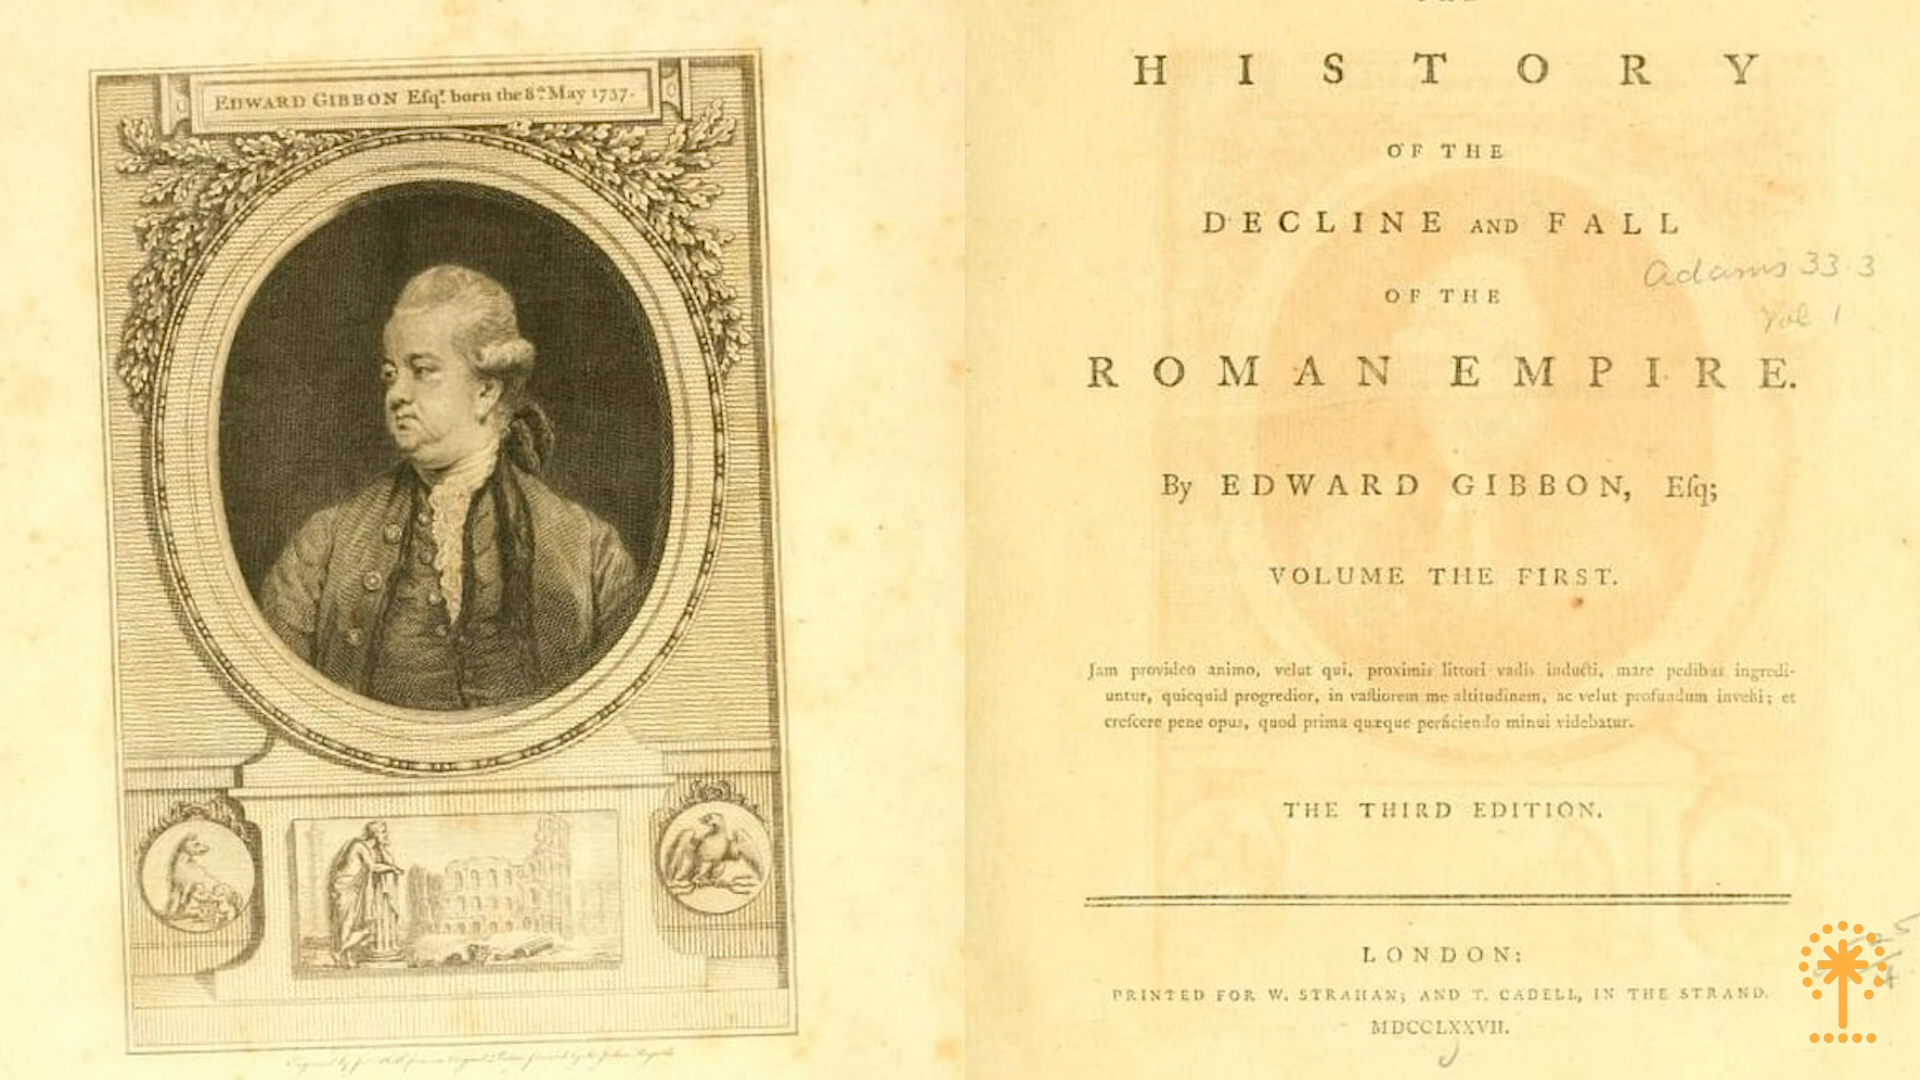 EDWARD GIBBON Eſqr. born the 8th May 1737.
HISTORY
OF THE
DECLINE AND FALL
OF THE
ROMAN EMPIRE.
By EDWARD GIBBON, Eſq;
VOLUME THE FIRST.
Jam provideo animo, velut qui, proximis littori vadis inducti, mare pedibus ingredi-
untur, quicquid progredior, in vaſtiorem me altitudinem, ac velut profundum invehi; et
creſcere pene opus, quod prima quæque perficiendo minui videbatur.
THE THIRD EDITION.
LONDON:
PRINTED FOR W. STRAHAN; AND T. CADELL, IN THE STRAND.
MDCCLXXVII.
Adams 33.3
Vol 1